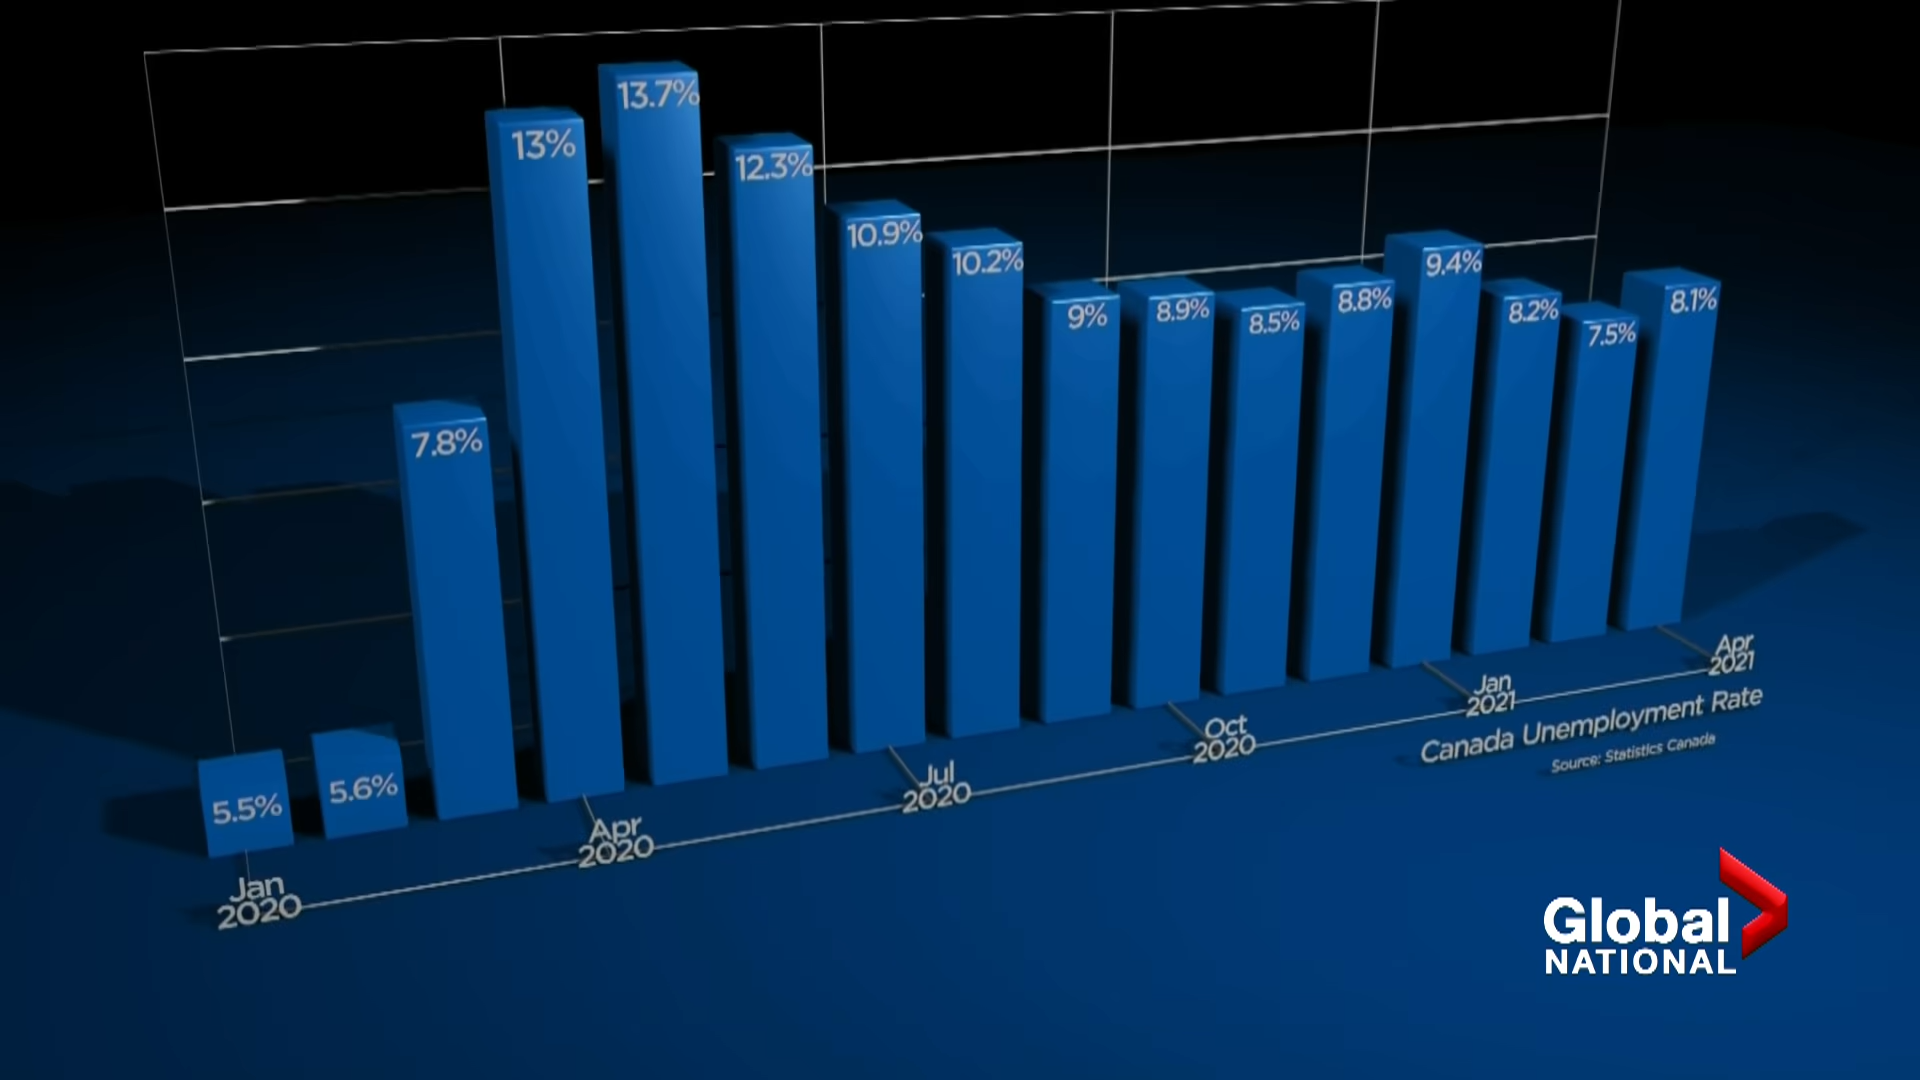 5.5%
5.6%
7.8%
13%
13.7%
12.3%
10.9%
10.2%
9%
8.9%
8.5%
8.8%
9.4%
8.2%
7.5%
8.1%
Jan
2020
Apr
2020
Jul
2020
Oct
2020
Jan
2021
Apr
2021
Canada Unemployment Rate
Source: Statistics Canada
Global
NATIONAL